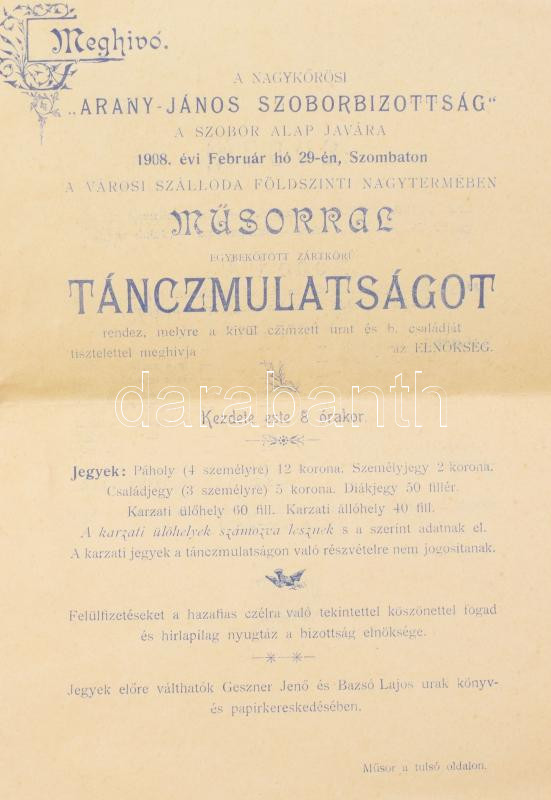 Meghivó.
A NAGYKŐRÖSI
„ARANY-JÁNOS SZOBORBIZOTTSÁG"
A SZOBOR ALAP JAVÁRA
1908. évi Február hó 29-én, Szombaton
A VÁROSI SZÁLLODA FÖLDSZINTI NAGYTERMÉBEN
MŰSORRAL
EGYBEKÖTÖTT ZÁRTKÖRŰ
TÁNCZMULATSÁGOT
rendez, melyre a kivül czimzett urat és b. családját
tisztelettel meghivja az ELNÖKSÉG.
darabanth
Kezdete este 8 órakor.
Jegyek: Páholy (4 személyre) 12 korona. Személyjegy 2 korona.
Családjegy (3 személyre) 5 korona. Diákjegy 50 fillér.
Karzati ülőhely 60 fill. Karzati állóhely 40 fill.
A karzati ülőhelyek számozva lesznek s a szerint adatnak el.
A karzati jegyek a tánczmulatságon való részvételre nem jogositanak.
Felülfizetéseket a hazafias czélra való tekintettel köszönettel fogad
és hirlapilag nyugtáz a bizottság elnöksége.
Jegyek előre válthatók Geszner Jenő és Bazsó Lajos urak könyv-
és papirkereskedésében.
Műsor a tulsó oldalon.